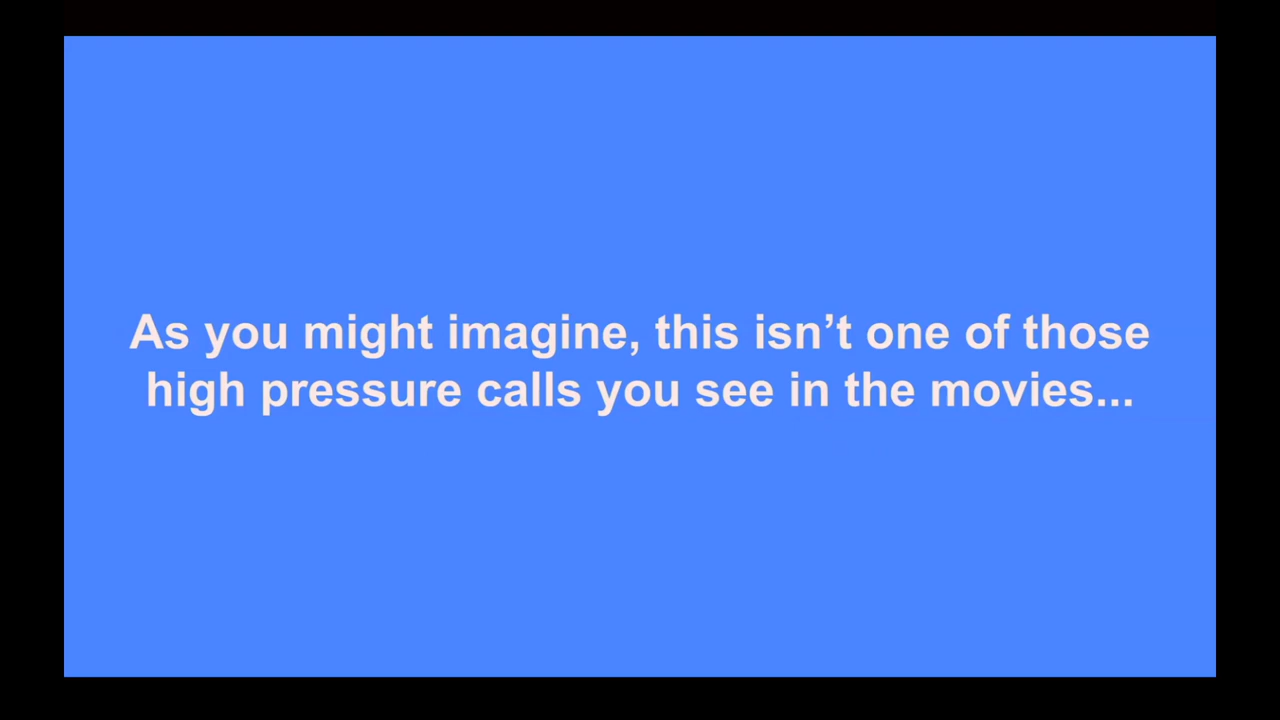 As you might imagine, this isn’t one of those
high pressure calls you see in the movies...